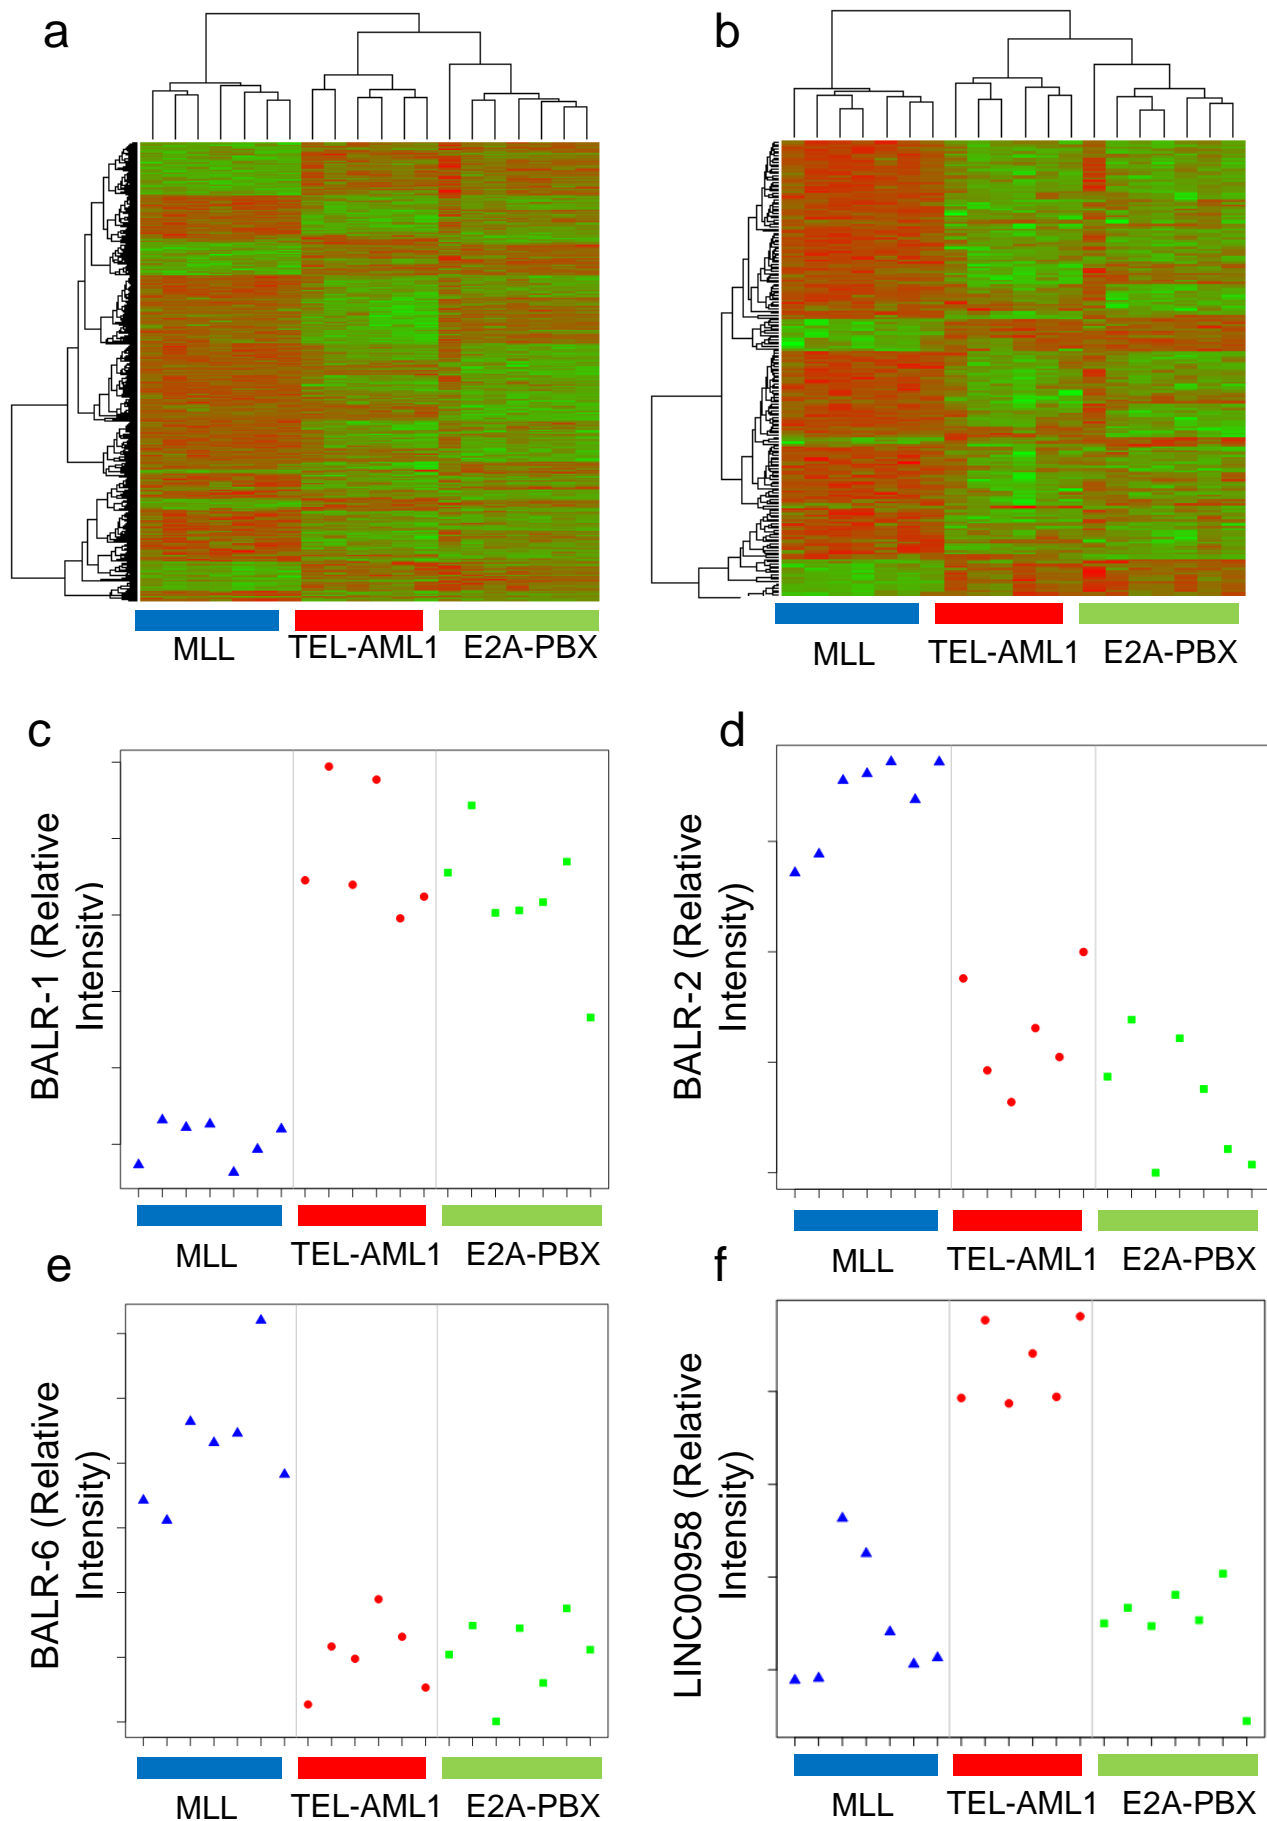 a
b
MLL
TEL-AML1
E2A-PBX
MLL
TEL-AML1
E2A-PBX
c
d
BALR-1 (Relative
Intensity)
BALR-2 (Relative
Intensity)
MLL
TEL-AML1
E2A-PBX
MLL
TEL-AML1
E2A-PBX
e
f
BALR-6 (Relative
Intensity)
LINC00958 (Relative
Intensity)
MLL
TEL-AML1
E2A-PBX
MLL
TEL-AML1
E2A-PBX